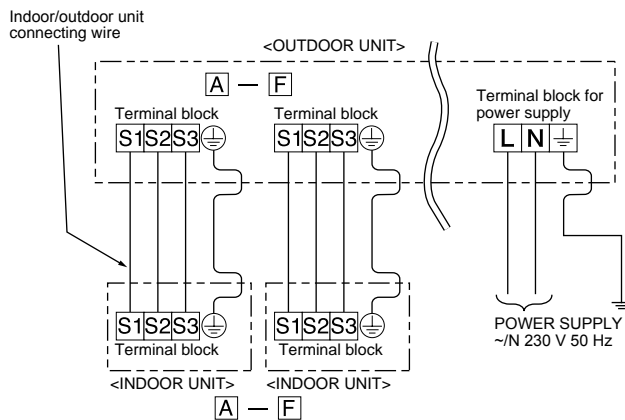 Indoor/outdoor unit
connecting wire
<OUTDOOR UNIT>
A — F
Terminal block
S1 S2 S3
Terminal block
S1 S2 S3
Terminal block for
power supply
L N
S1 S2 S3
Terminal block
<INDOOR UNIT>
S1 S2 S3
Terminal block
<INDOOR UNIT>
A — F
POWER SUPPLY
~/N 230 V 50 Hz